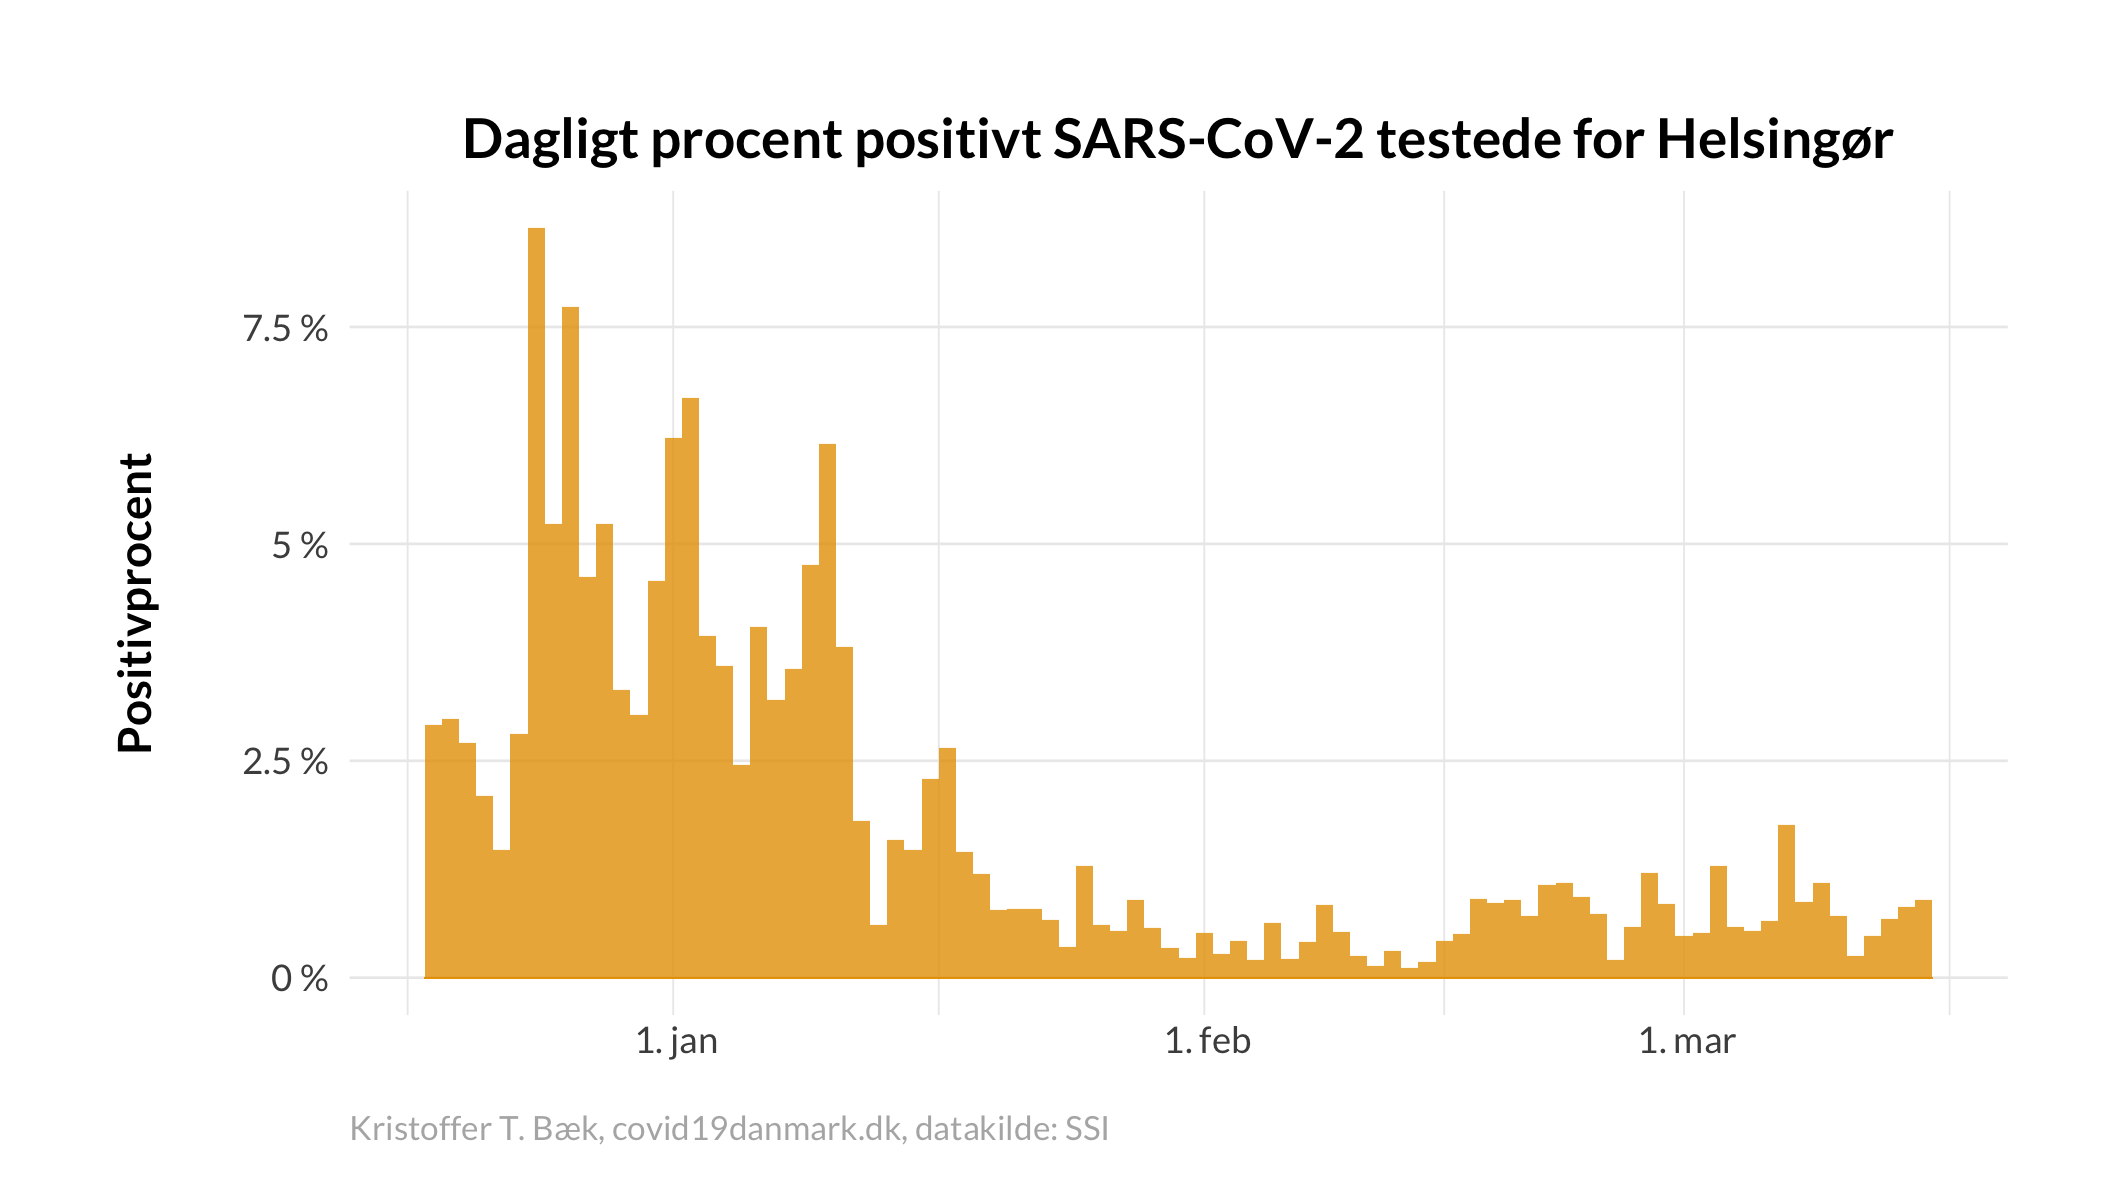 Dagligt procent positivt SARS-CoV-2 testede for Helsingør
Positivprocent
7.5 %
5 %
2.5 %
0 %
1. jan
1. feb
1. mar
Kristoffer T. Bæk, covid19danmark.dk, datakilde: SSI